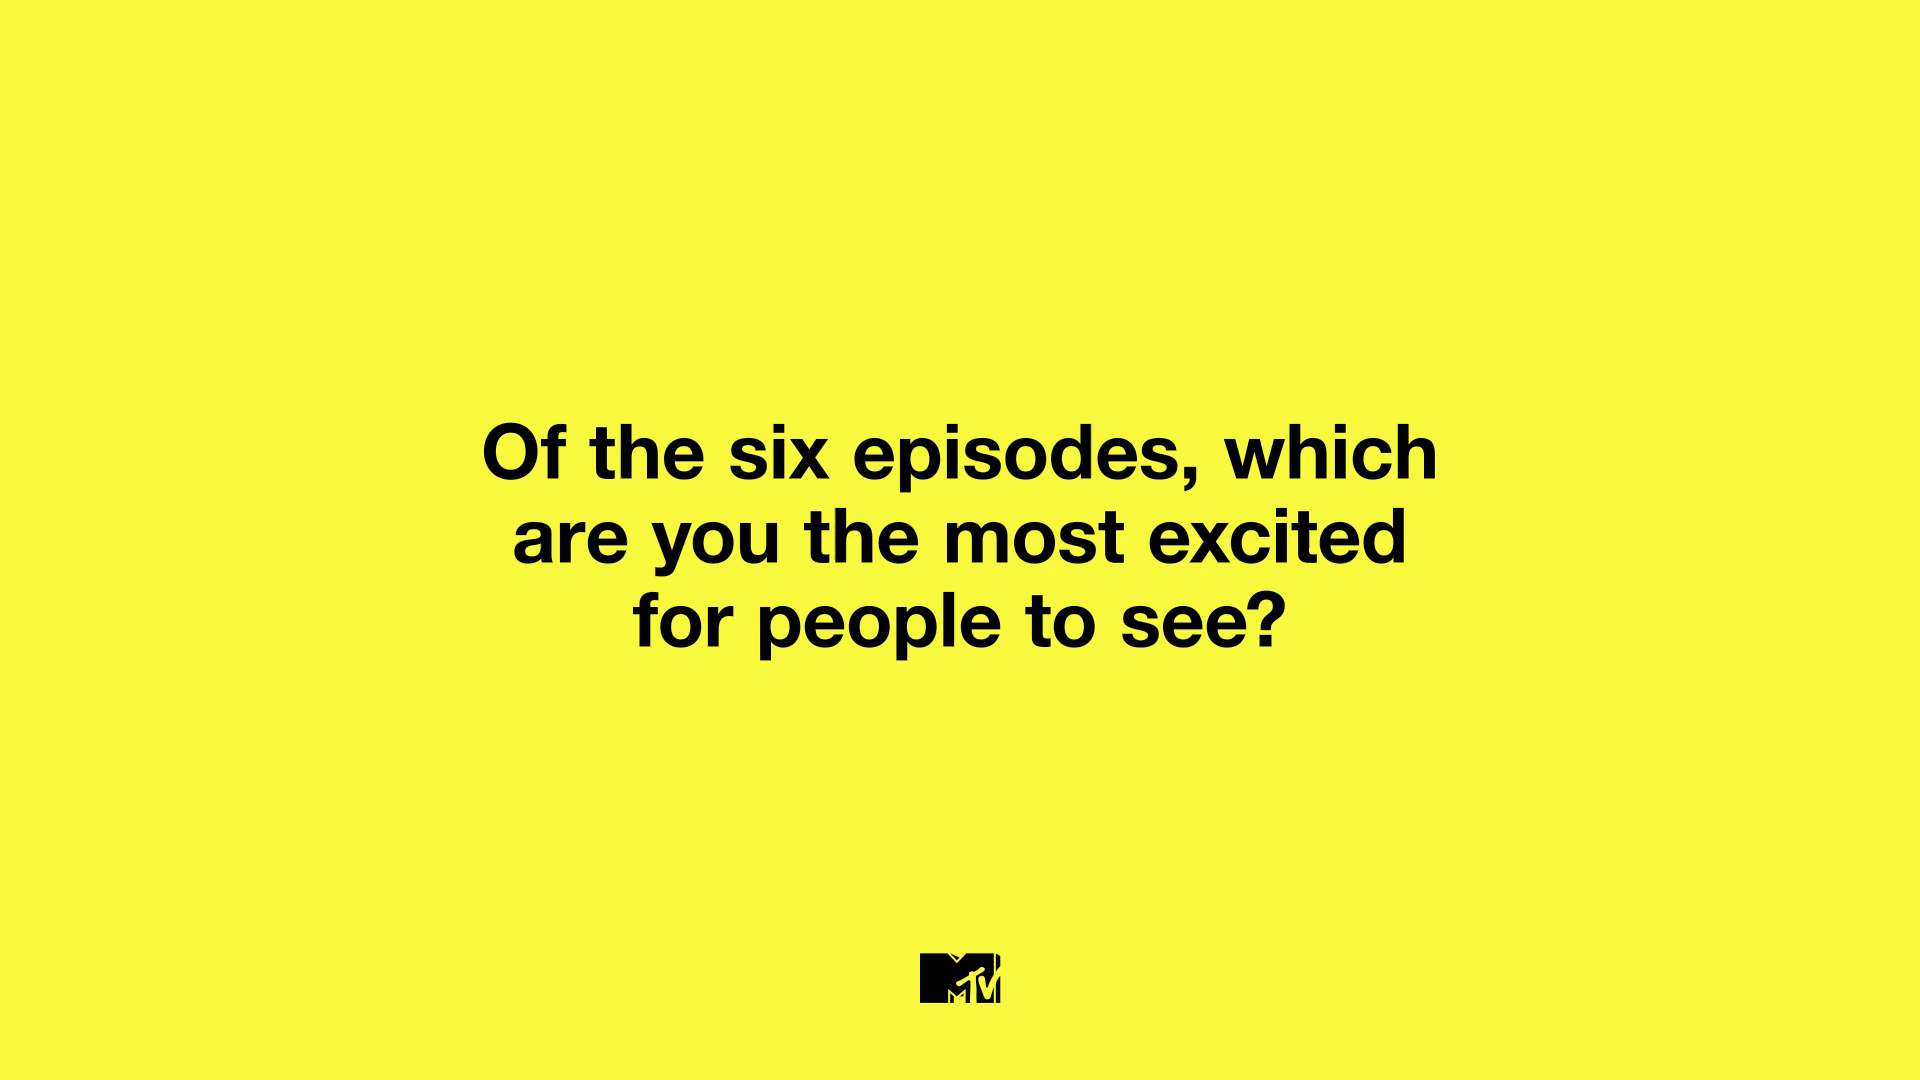 Of the six episodes, which
are you the most excited
for people to see?
MTV